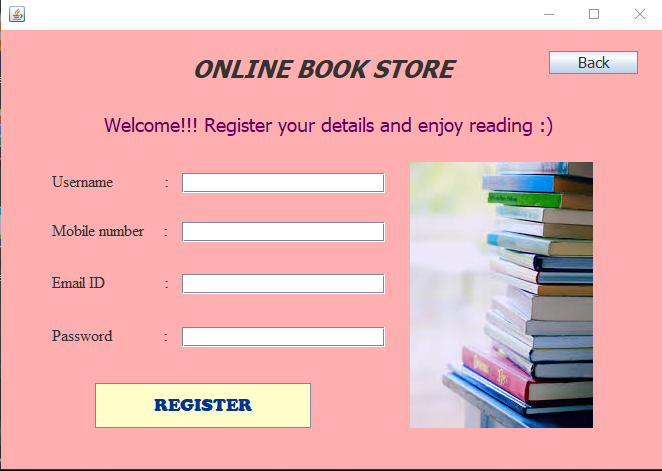 ONLINE BOOK STORE
Back
Welcome!!! Register your details and enjoy reading :)
Username :
Mobile number :
Email ID :
Password :
REGISTER